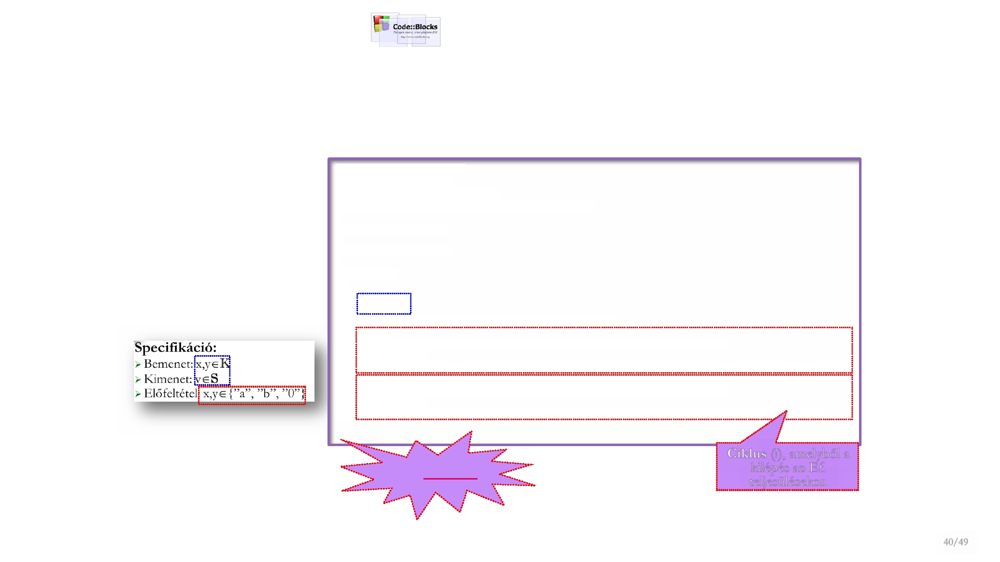 Code::Blocks
The open source, cross-platform IDE
http://www.codeblocks.org
Specifikáció:
Bemenet: x,y∈K
Kimenet: v∈S
Előfeltétel: x,y∈{”a”, ”b”, ”0”}
Ciklus (!), amelyből a
kilépés az Ef.
teljesülésekor.
40/49